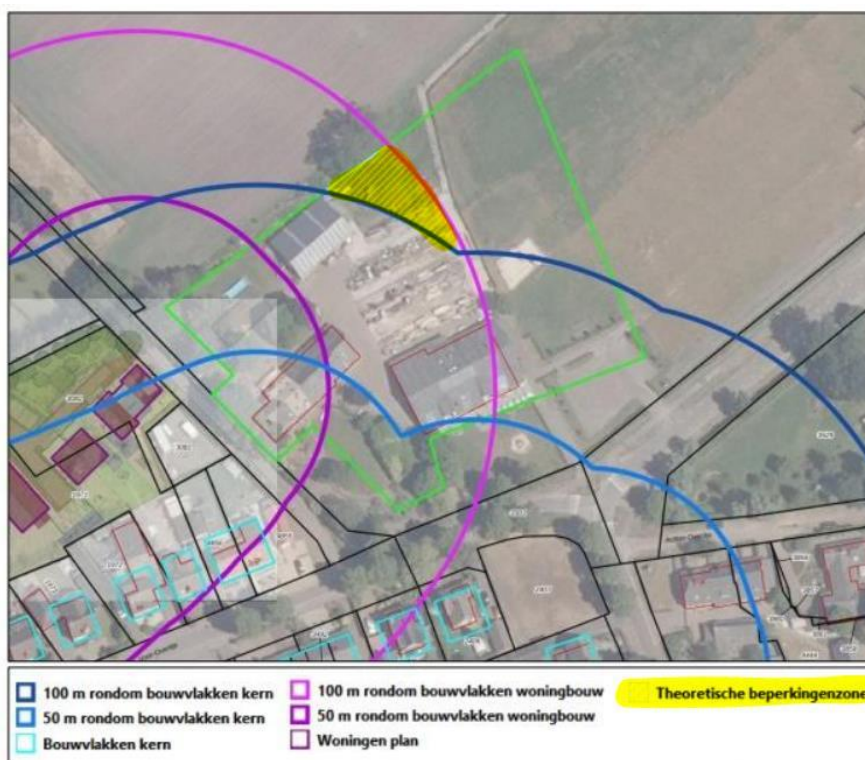 100 m rondom bouwvlakken kern
50 m rondom bouwvlakken kern
Bouwvlakken kern
100 m rondom bouwvlakken woningbouw
50 m rondom bouwvlakken woningbouw
Woningen plan
Theoretische beperkingenzone